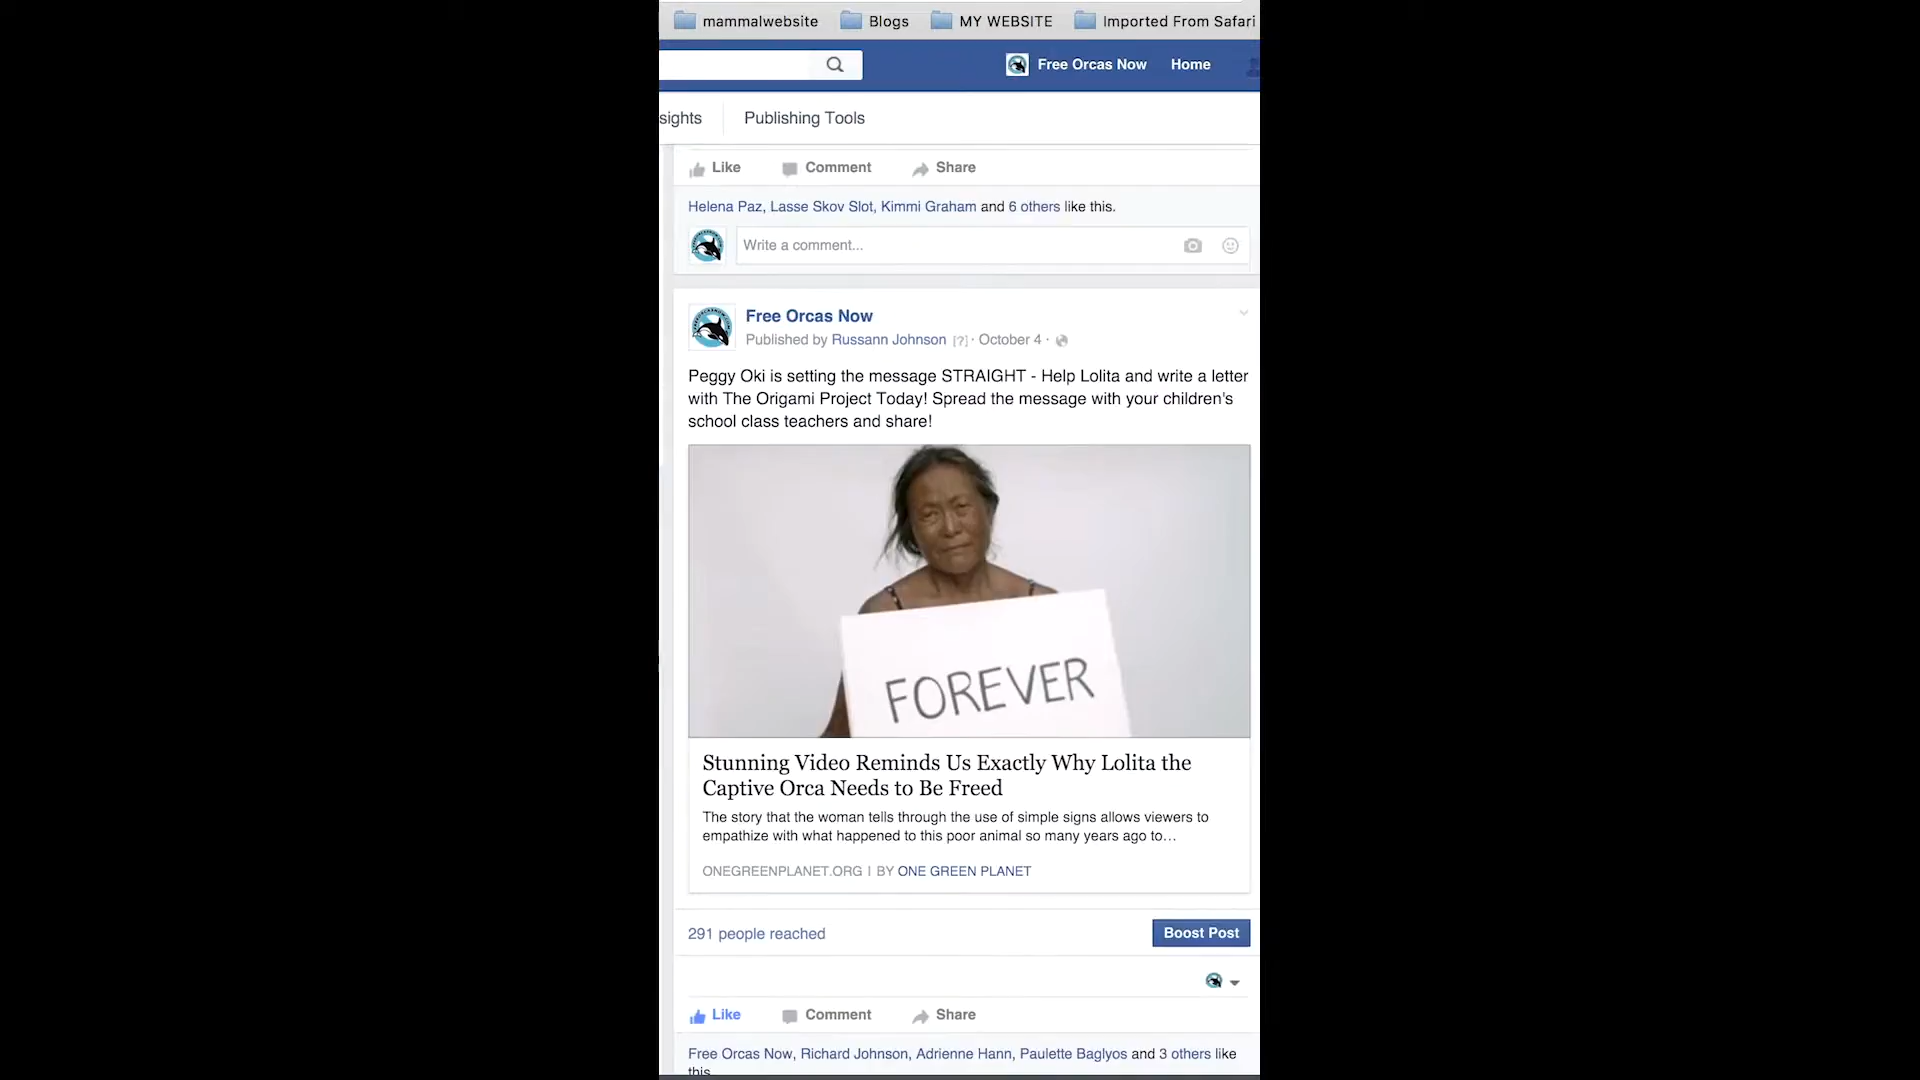 mammalwebsite Blogs MY WEBSITE Imported From Safari
Free Orcas Now Home
sights Publishing Tools
Like Comment Share
Helena Paz, Lasse Skov Slot, Kimmi Graham and 6 others like this.
Write a comment...
Free Orcas Now
Published by Russann Johnson [?] · October 4 ·
Peggy Oki is setting the message STRAIGHT - Help Lolita and write a letter
with The Origami Project Today! Spread the message with your children's
school class teachers and share!
FOREVER
Stunning Video Reminds Us Exactly Why Lolita the
Captive Orca Needs to Be Freed
The story that the woman tells through the use of simple signs allows viewers to
empathize with what happened to this poor animal so many years ago to...
ONEGREENPLANET.ORG | BY ONE GREEN PLANET
291 people reached Boost Post
Like Comment Share
Free Orcas Now, Richard Johnson, Adrienne Hann, Paulette Baglyos and 3 others like
this